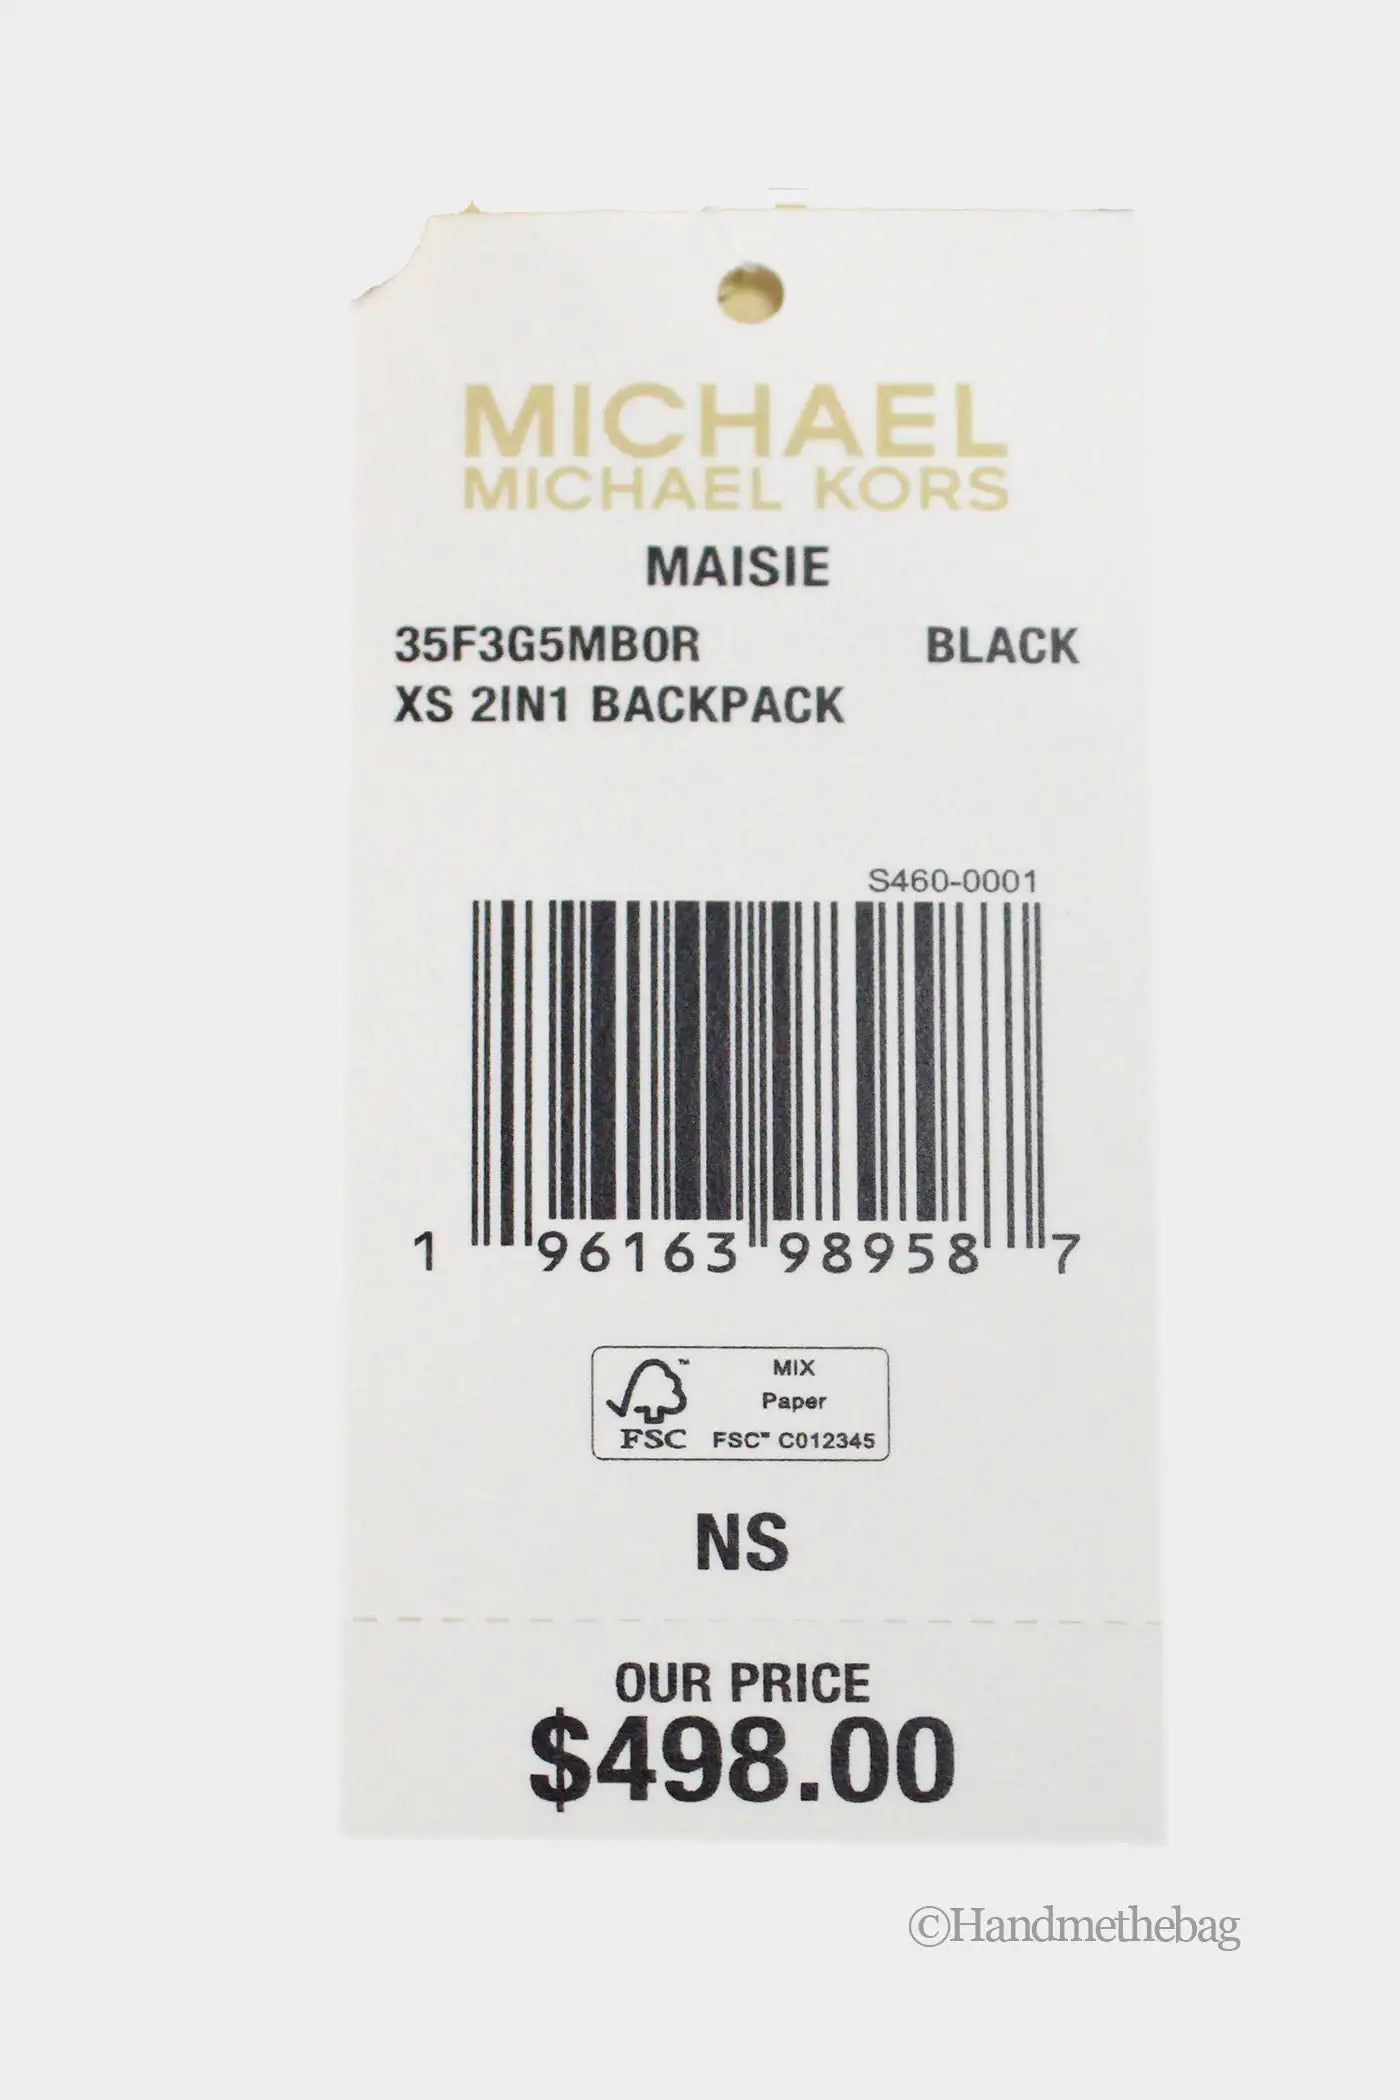 MICHAEL
MICHAEL KORS
MAISIE
35F3G5MB0R BLACK
XS 2IN1 BACKPACK
S460-0001
1 96163 98958 7
MIX
Paper
FSC™ C012345
FSC
NS
OUR PRICE
$498.00
©Handmethebag